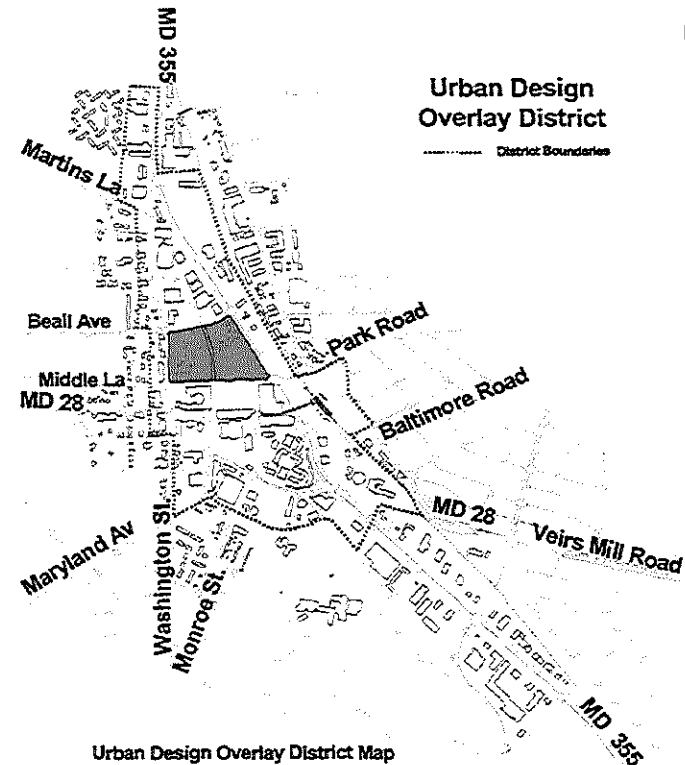 MD 355
Urban Design
Overlay District
District Boundaries
Martins La
Beall Ave
Park Road
Middle La
MD 28
Baltimore Road
MD 28
Veirs Mill Road
Maryland Av
Washington St.
Monroe St.
MD 355
Urban Design Overlay District Map